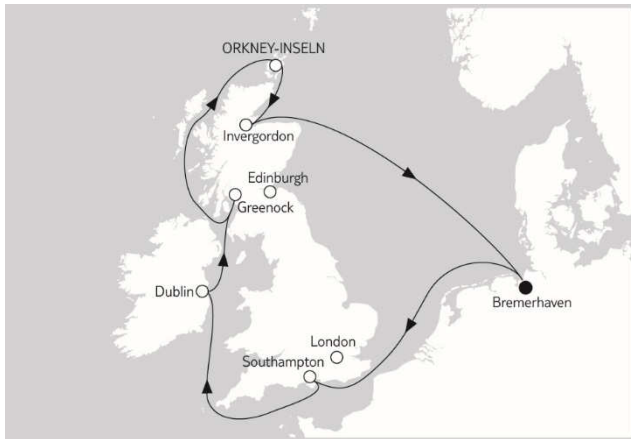 ORKNEY-INSELN
Invergordon
Edinburgh
Greenock
Dublin
Bremerhaven
London
Southampton